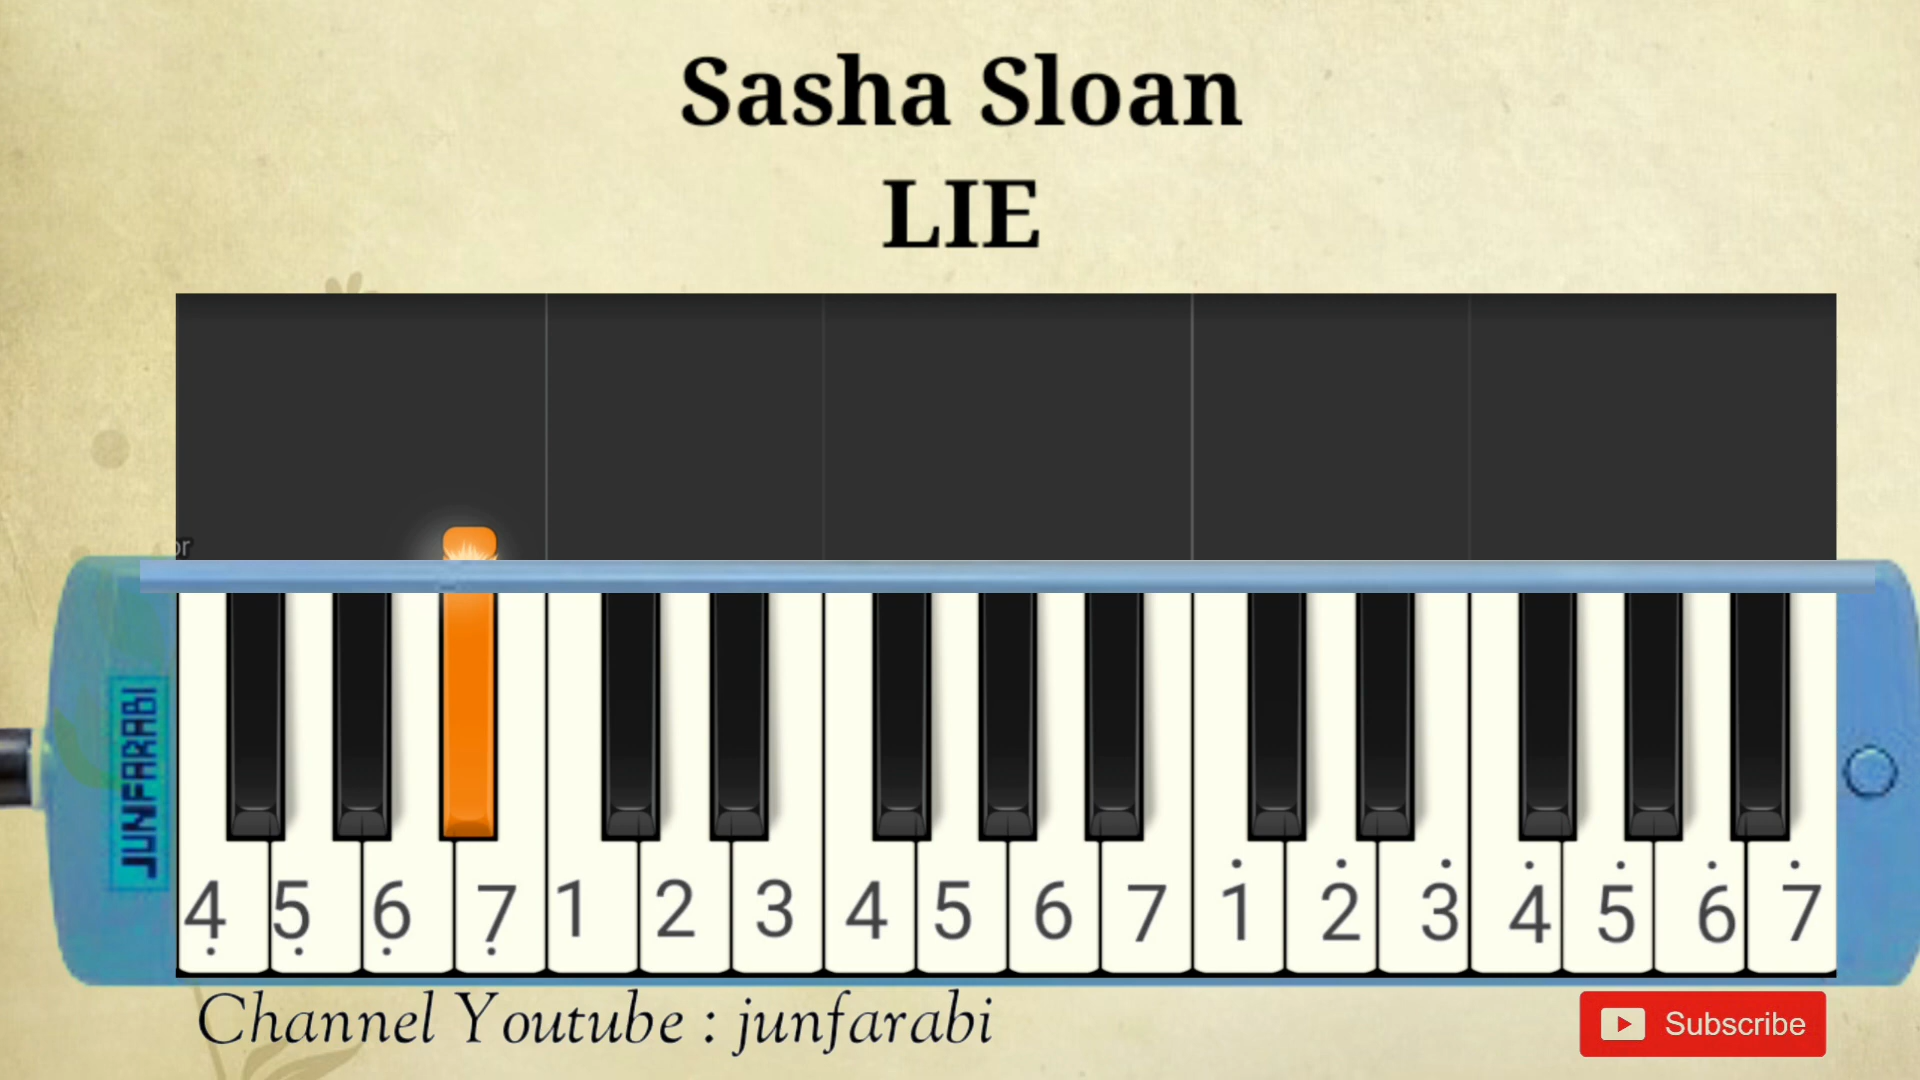 Sasha Sloan
LIE
or
JUNFARABI
4̣ 5̣ 6̣ 7̣ 1 2 3 4 5 6 7 1̇ 2̇ 3̇ 4̇ 5̇ 6̇ 7̇
Channel Youtube : junfarabi
Subscribe